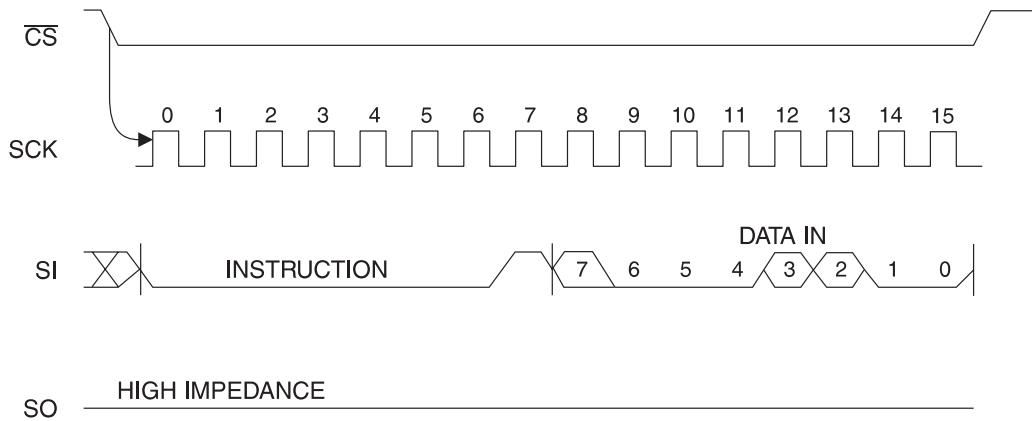 CS
SCK
0 1 2 3 4 5 6 7 8 9 10 11 12 13 14 15
SI
INSTRUCTION
DATA IN
7 6 5 4 3 2 1 0
SO
HIGH IMPEDANCE